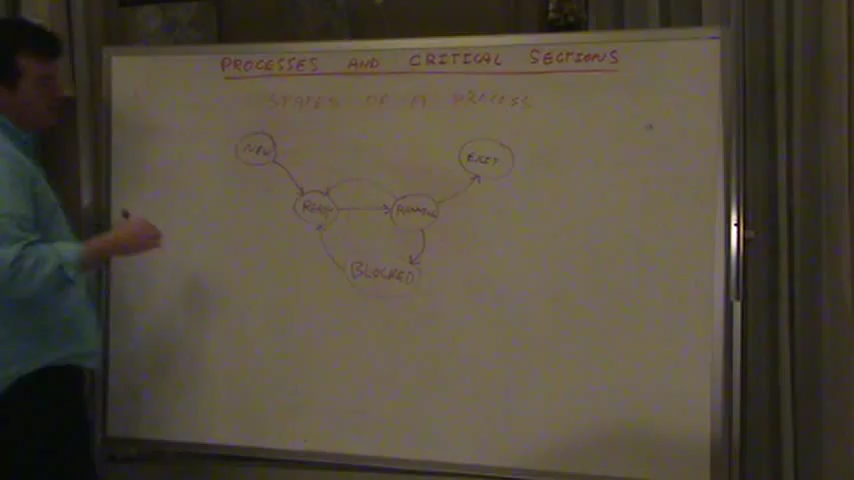 PROCESSES AND CRITICAL SECTIONS
STATES OF A PROCESS
NEW
EXIT
READY
RUNNING
BLOCKED